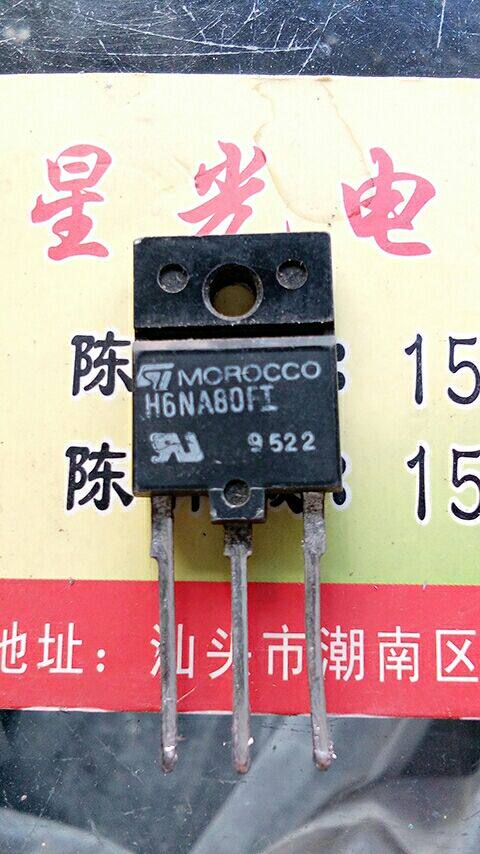 星光电
陈 : 15
陈 : 15
ST MOROCCO
H6NA80FI
9522
地址：汕头市潮南区